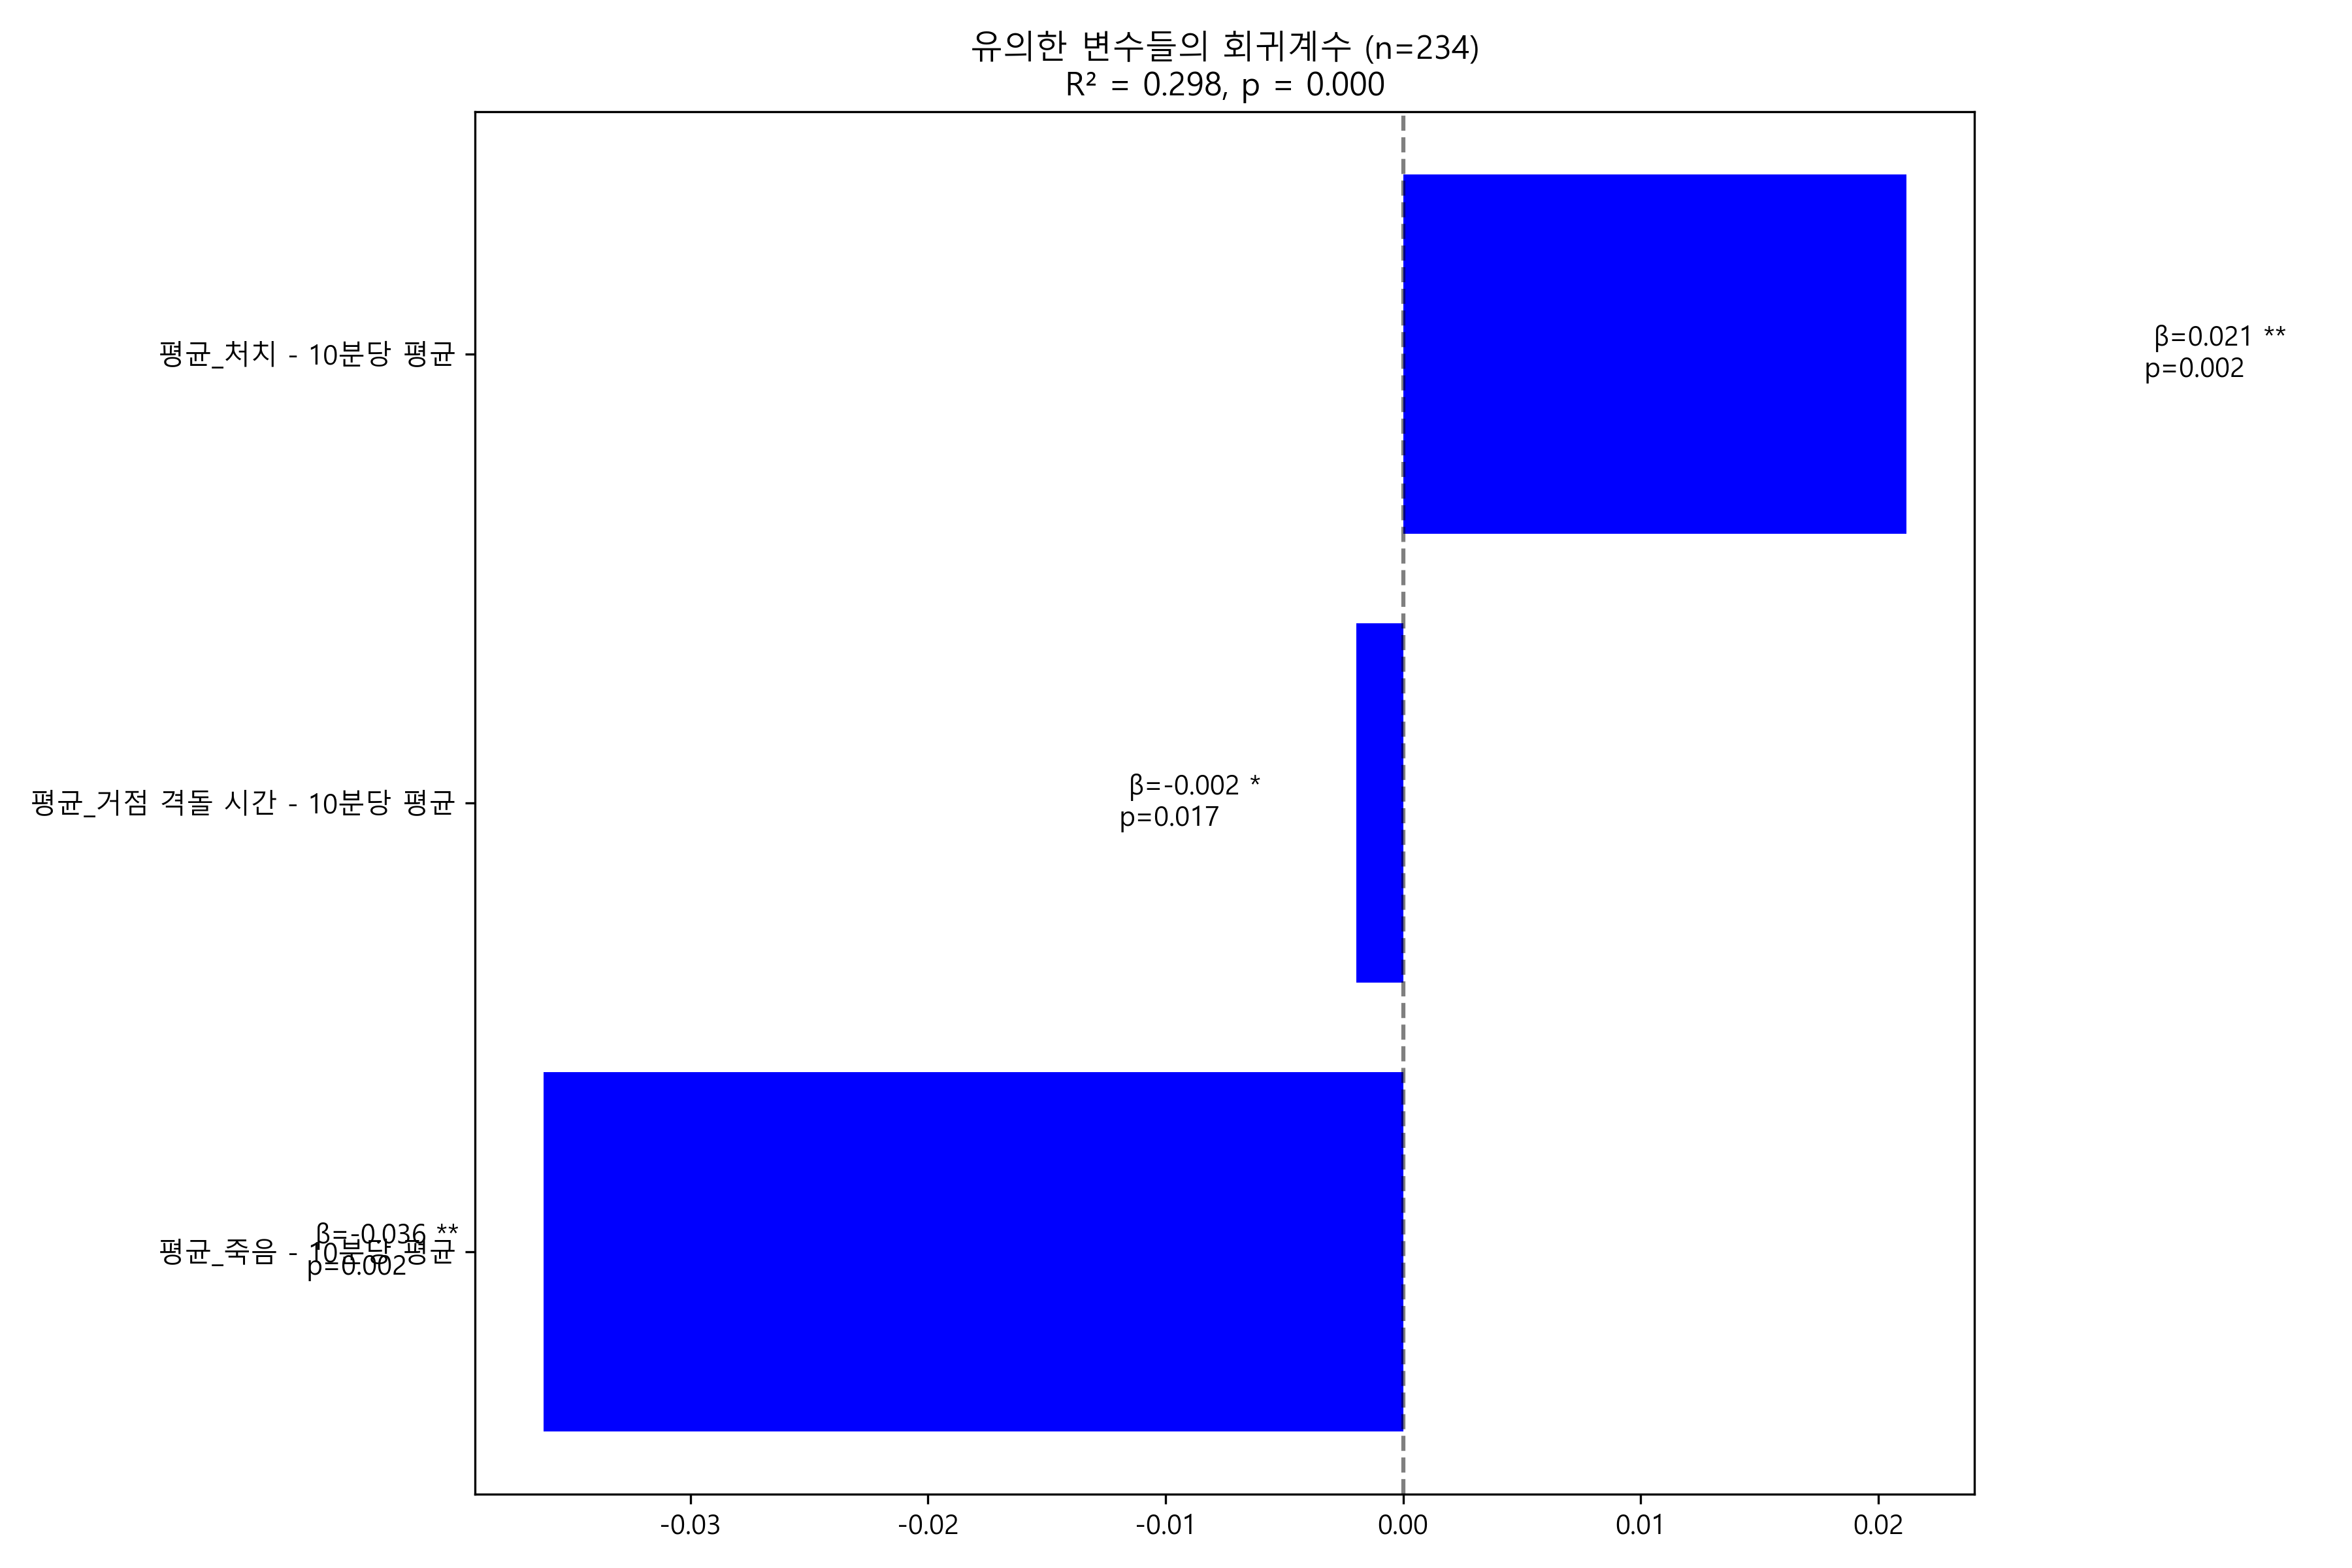 유의한 변수들의 회귀계수 (n=234)
R² = 0.298, p = 0.000
평균_처치 - 10분당 평균
β=0.021 **
p=0.002
평균_거점 격돌 시간 - 10분당 평균
β=-0.002 *
p=0.017
평균_죽음 - 10분당 평균
β=-0.036 **
p=0.002
-0.03
-0.02
-0.01
0.00
0.01
0.02